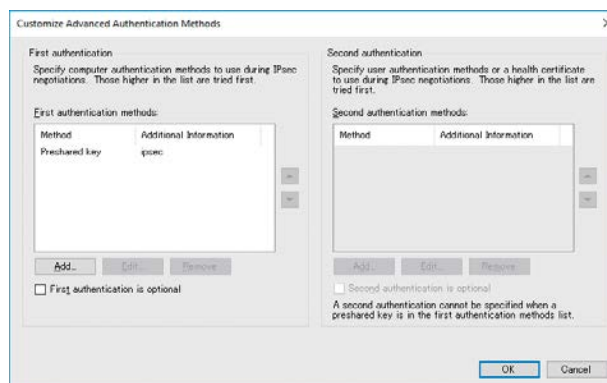 Customize Advanced Authentication Methods
First authentication
Specify computer authentication methods to use during IPsec
negotiations. Those higher in the list are tried first.
First authentication methods:
Method Additional Information
Preshared key ipsec
Add... Edit... Remove
First authentication is optional
Second authentication
Specify user authentication methods or a health certificate
to use during IPsec negotiations. Those higher in the list are
tried first.
Second authentication methods:
Method Additional Information
Add... Edit... Remove
Second authentication is optional
A second authentication cannot be specified when a
preshared key is in the first authentication methods list.
OK Cancel